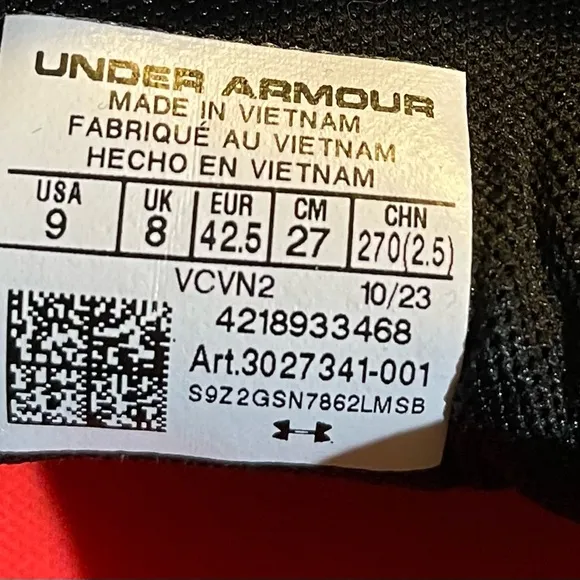 UNDER ARMOUR
MADE IN VIETNAM
FABRIQUÉ AU VIETNAM
HECHO EN VIETNAM
USA UK EUR CM CHN
9 8 42.5 27 270(2.5)
VCVN2 10/23
4218933468
Art.3027341-001
S9Z2GSN7862LMSB